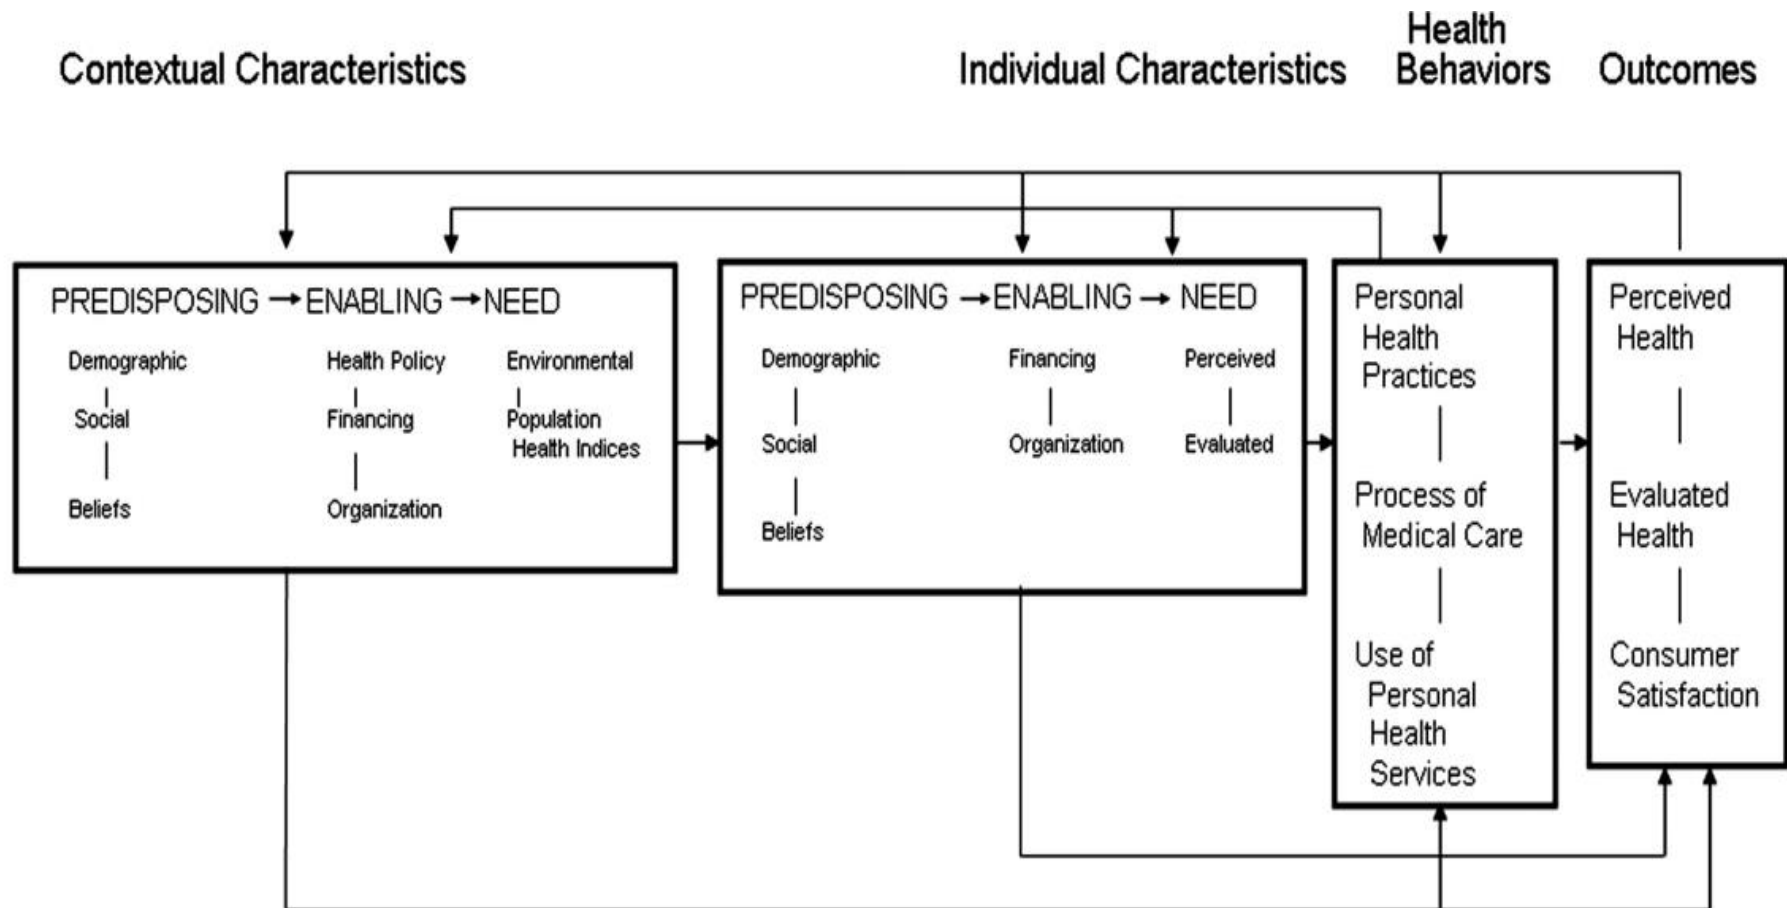 Contextual Characteristics
Individual Characteristics
Health
Behaviors
Outcomes
PREDISPOSING
ENABLING
NEED
Demographic
Social
Beliefs
Health Policy
Financing
Organization
Environmental
Population
Health Indices
PREDISPOSING
ENABLING
NEED
Demographic
Social
Beliefs
Financing
Organization
Perceived
Evaluated
Personal
Health
Practices
Process of
Medical Care
Use of
Personal
Health
Services
Perceived
Health
Evaluated
Health
Consumer
Satisfaction